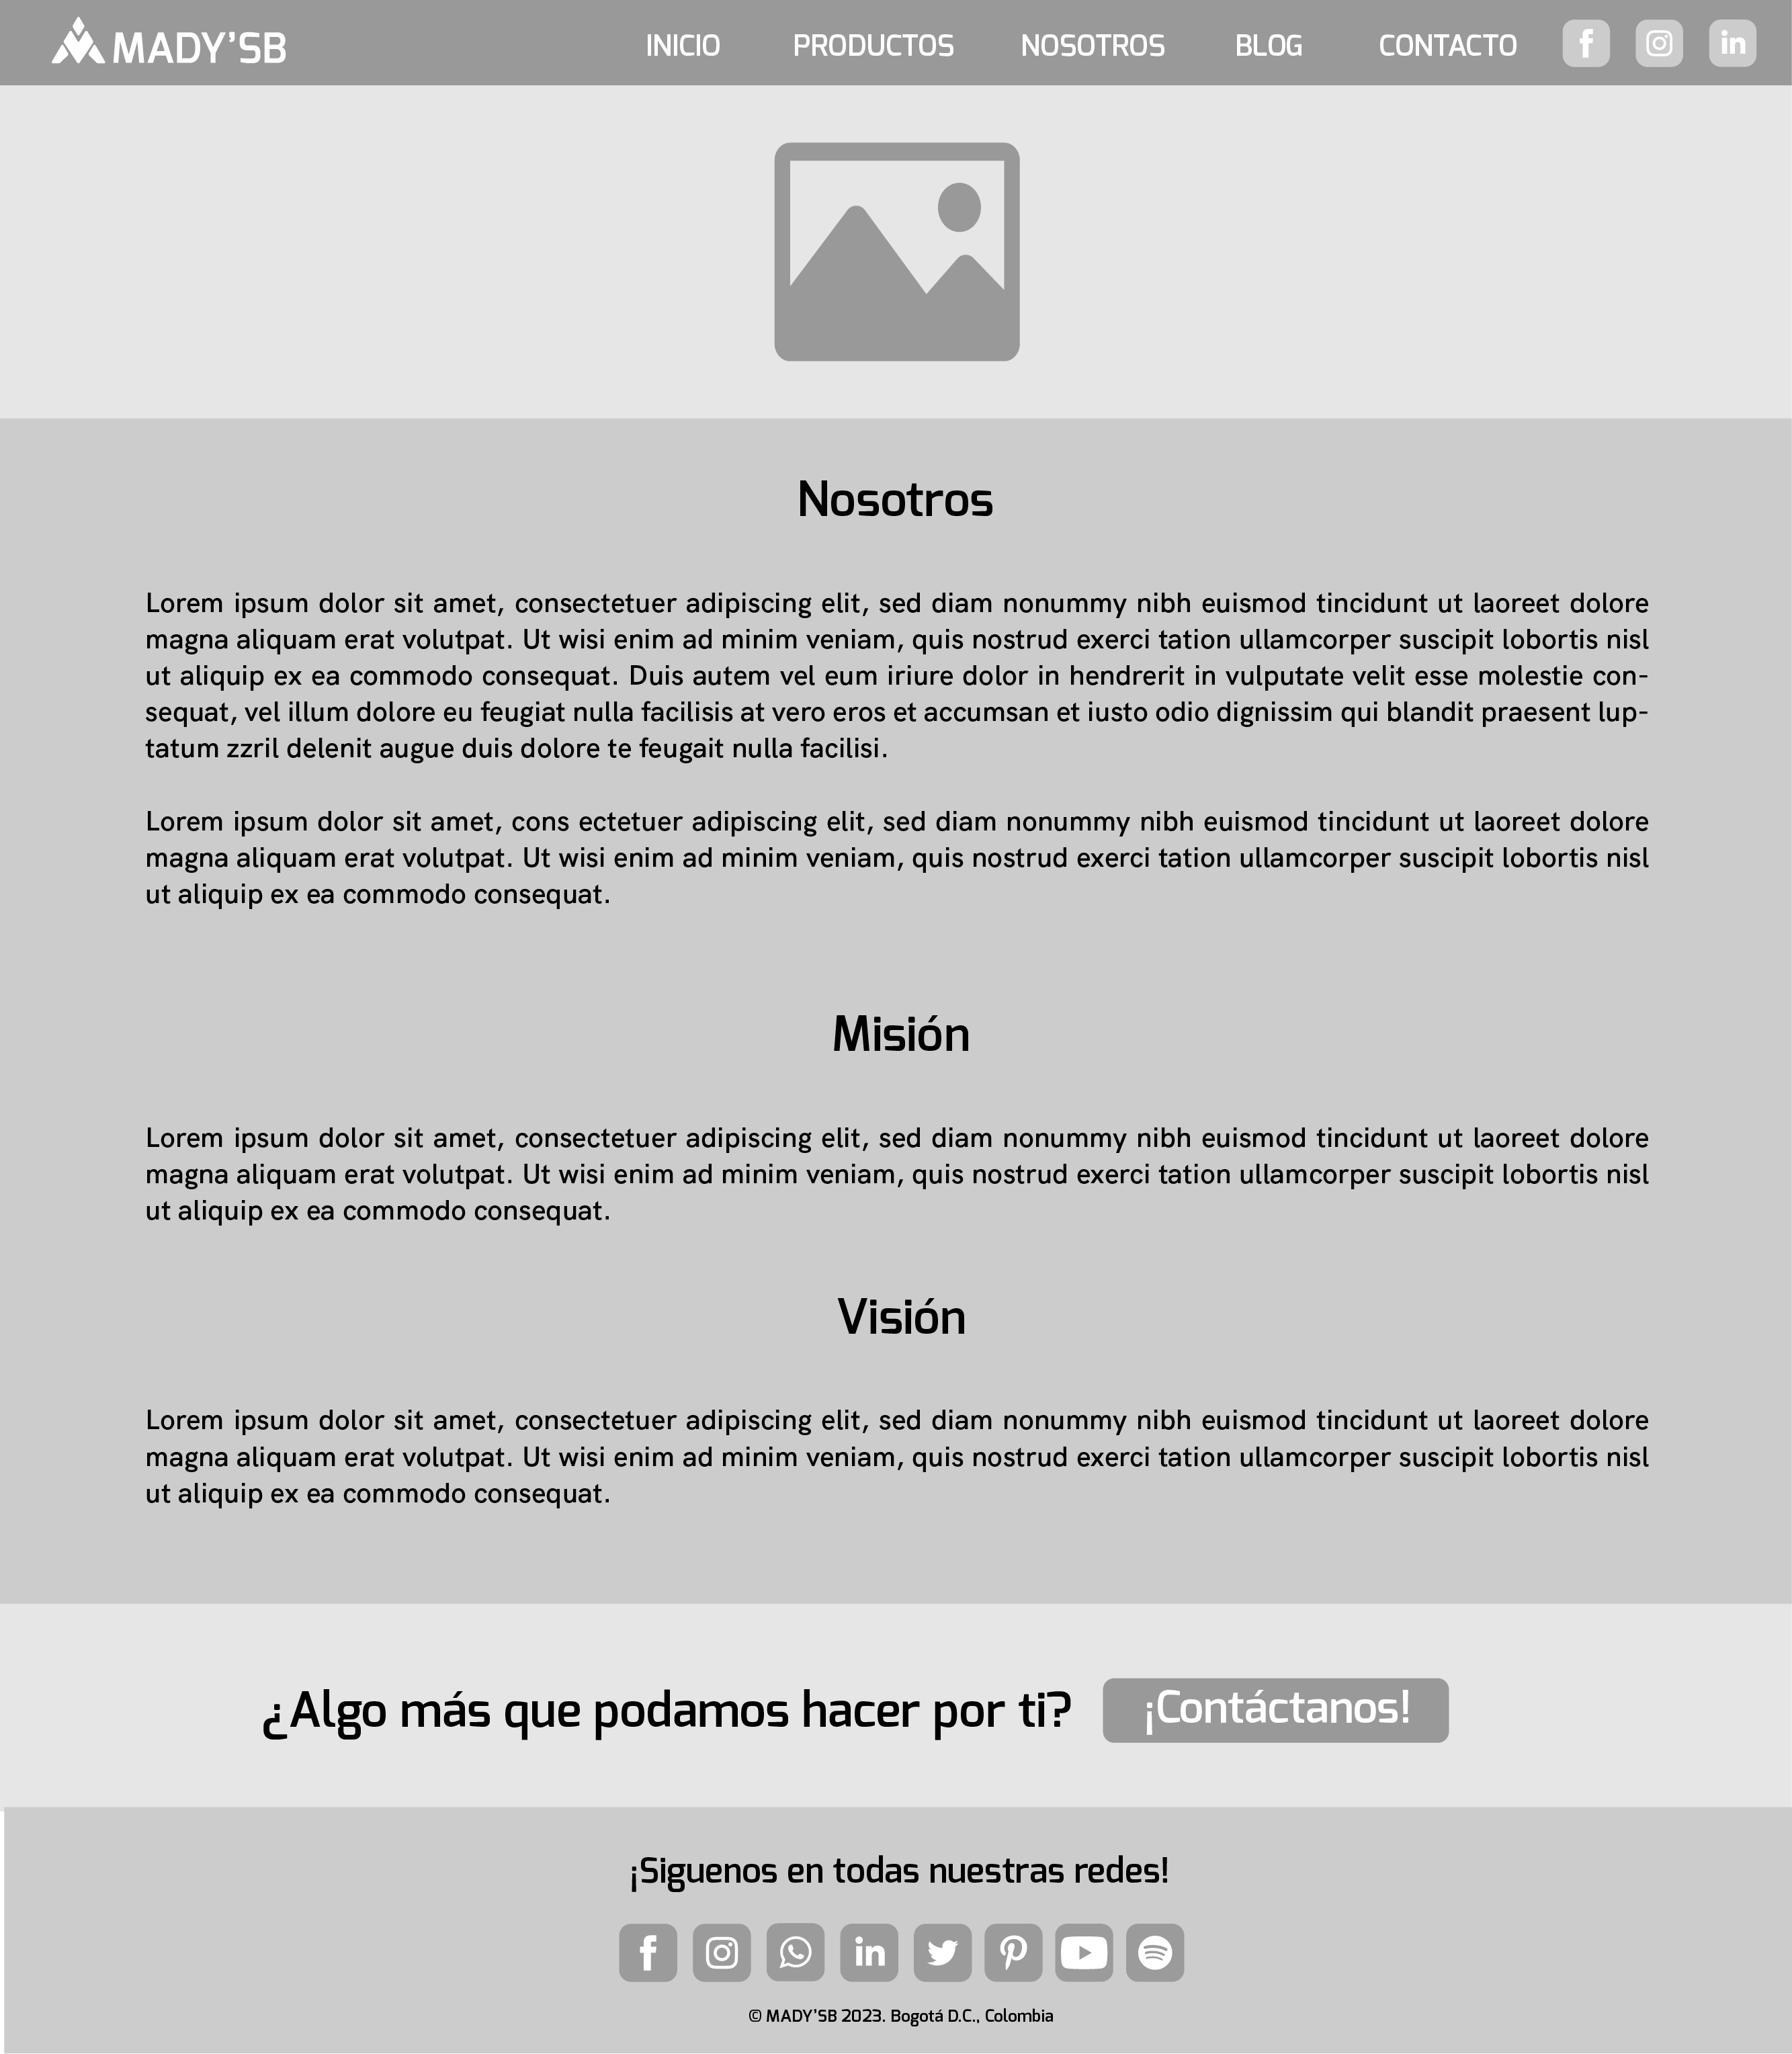 MADY'SB
INICIO PRODUCTOS NOSOTROS BLOG CONTACTO
Nosotros
Lorem ipsum dolor sit amet, consectetuer adipiscing elit, sed diam nonummy nibh euismod tincidunt ut laoreet dolore
magna aliquam erat volutpat. Ut wisi enim ad minim veniam, quis nostrud exerci tation ullamcorper suscipit lobortis nisl
ut aliquip ex ea commodo consequat. Duis autem vel eum iriure dolor in hendrerit in vulputate velit esse molestie con-
sequat, vel illum dolore eu feugiat nulla facilisis at vero eros et accumsan et iusto odio dignissim qui blandit praesent lup-
tatum zzril delenit augue duis dolore te feugait nulla facilisi.
Lorem ipsum dolor sit amet, cons ectetuer adipiscing elit, sed diam nonummy nibh euismod tincidunt ut laoreet dolore
magna aliquam erat volutpat. Ut wisi enim ad minim veniam, quis nostrud exerci tation ullamcorper suscipit lobortis nisl
ut aliquip ex ea commodo consequat.
Misión
Lorem ipsum dolor sit amet, consectetuer adipiscing elit, sed diam nonummy nibh euismod tincidunt ut laoreet dolore
magna aliquam erat volutpat. Ut wisi enim ad minim veniam, quis nostrud exerci tation ullamcorper suscipit lobortis nisl
ut aliquip ex ea commodo consequat.
Visión
Lorem ipsum dolor sit amet, consectetuer adipiscing elit, sed diam nonummy nibh euismod tincidunt ut laoreet dolore
magna aliquam erat volutpat. Ut wisi enim ad minim veniam, quis nostrud exerci tation ullamcorper suscipit lobortis nisl
ut aliquip ex ea commodo consequat.
¿Algo más que podamos hacer por ti? ¡Contáctanos!
¡Siguenos en todas nuestras redes!
© MADY'SB 2023. Bogotá D.C., Colombia